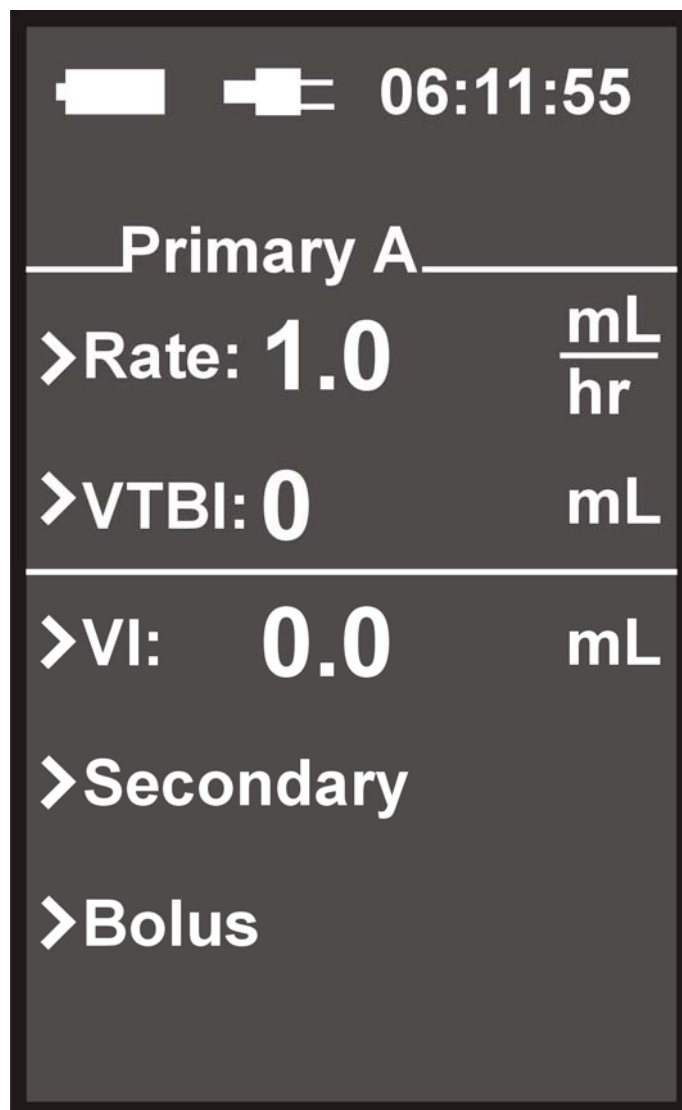 06:11:55
Primary A
>Rate: 1.0 mL/hr
>VTBI: 0 mL
>VI: 0.0 mL
>Secondary
>Bolus